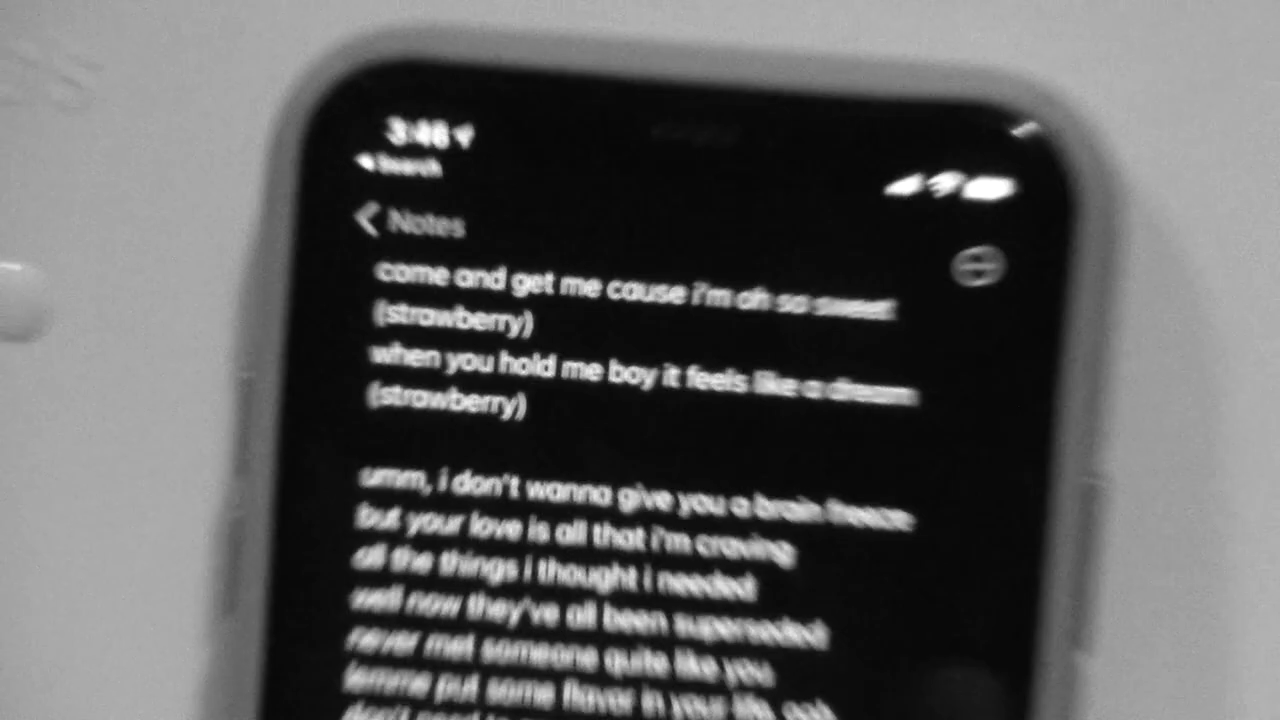 3:46
Search
Notes
come and get me cause i'm oh so sweet
(strawberry)
when you hold me boy it feels like a dream
(strawberry)
umm, i don't wanna give you a brain freeze
but your love is all that i'm craving
all the things i thought i needed
well now they've all been superseded
never met someone quite like you
lemme put some flavor in your life,
don't need to